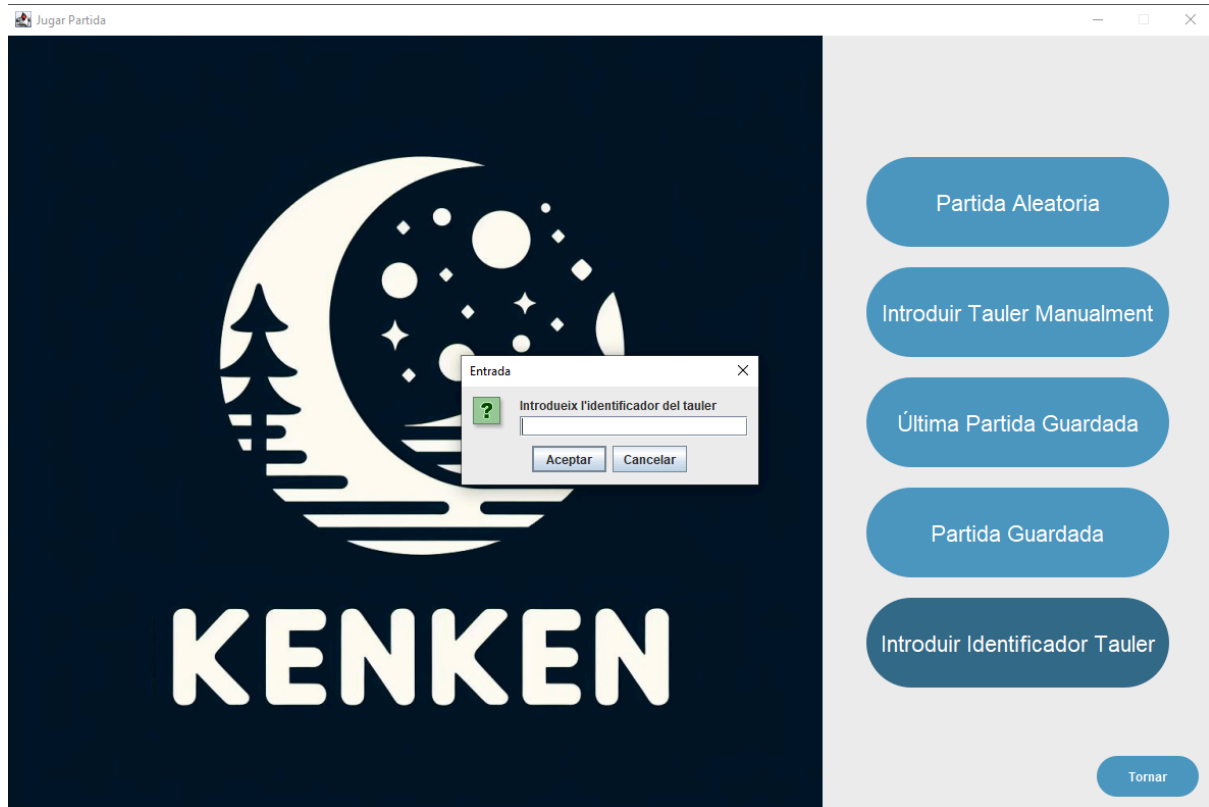 Jugar Partida
Partida Aleatoria
Introduir Tauler Manualment
Entrada
Introdueix l'identificador del tauler
?
Aceptar Cancelar
Última Partida Guardada
Partida Guardada
KENKEN
Introduir Identificador Tauler
Tornar